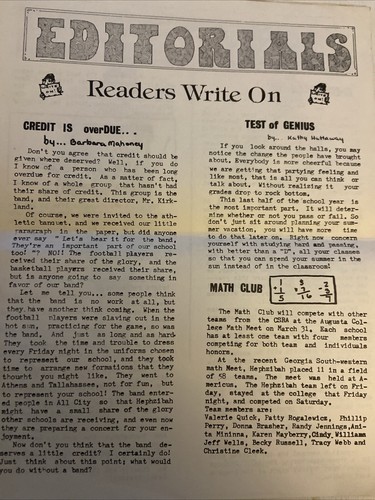 EDITORIALS
Readers Write On
CREDIT IS overDUE...
by... Barbara Mahoney
Don't you agree that credit should be
given where deserved? Well, if you do
I know of a person who has been long
overdue for credit. As a matter of fact,
I know of a whole group that hasn't had
their share of credit. This group is the
band, and their great director, Mr. Kirk-
land.
Of course, we were invited to the ath-
letic banquet, and we received our little
paragraph in the paper, but did anyone
ever say " Let's hear it for the band,
They're an important part of our school
too! "? NO!! The football players re-
ceived their share of the glory, and the
basketball players received their share,
but is anyone going to say something in
favor of our band?
Let me tell you... some people think
that the band is no work at all, but
they have another think coming. When the
football players were slaving out in the
hot sun, practicing for the game, so was
the band. And just as long and as hard.
They took the time and trouble to dress
every Friday night in the uniforms chosen
to represent our school, and they took
time to arrange new formations that they
thought you might like. They went to
Athens and Tallahassee, not for fun, but
to represent your school! The band enter-
ed people in All City so that Hephzibah
might have a small share of the glory
other schools are receiving, and even now
they are preparing a concert for your en-
joyment.
Now don't you think that the band de-
serves a little credit? I certainly do!
Just think about this point; what would
you do without a band?
TEST of GENIUS
by... Kathy Hattaway
If you look around the halls, you may
notice the change the people have brought
about. Everybody is more cheerful because
we are getting that partying feeling and
like most, that is all you can think or
talk about. Without realizing it your
grades drop to rock bottom.
This last half of the school year is
the most important part. It will deter-
mine whether or not you pass or fail. So
don't just sit around planning your sum-
mer vacation, you will have more time
to do that later on. Right now concern
yourself with studying hard and passing,
with better than a "D", all your classes
so that you can spend your summer in the
sun instead of in the classroom!
MATH CLUB
The Math Club will compete with other
teams from the CSRA at the Augusta Col-
lege Math Meet on March 31. Each school
has at least one team with four members
competing for both team and individual
honors.
At the recent Georgia South-western
math Meet, Hephzibah placed 11 in a field
of 58 teams. The meet was held at A-
mericus. The Hephzibah team left on Fri-
day, stayed at the college that Friday
night, and competed on Saturday.
Team members are:
Valerie Quick, Patty Rogalewicz, Phillip
Perry, Donna Brasher, Randy Jennings, Ani-
ta Mininna, Karen Mayberry, Cindy Williams
Jeff Wells, Becky Russell, Tracy Webb and
Christine Cleek.